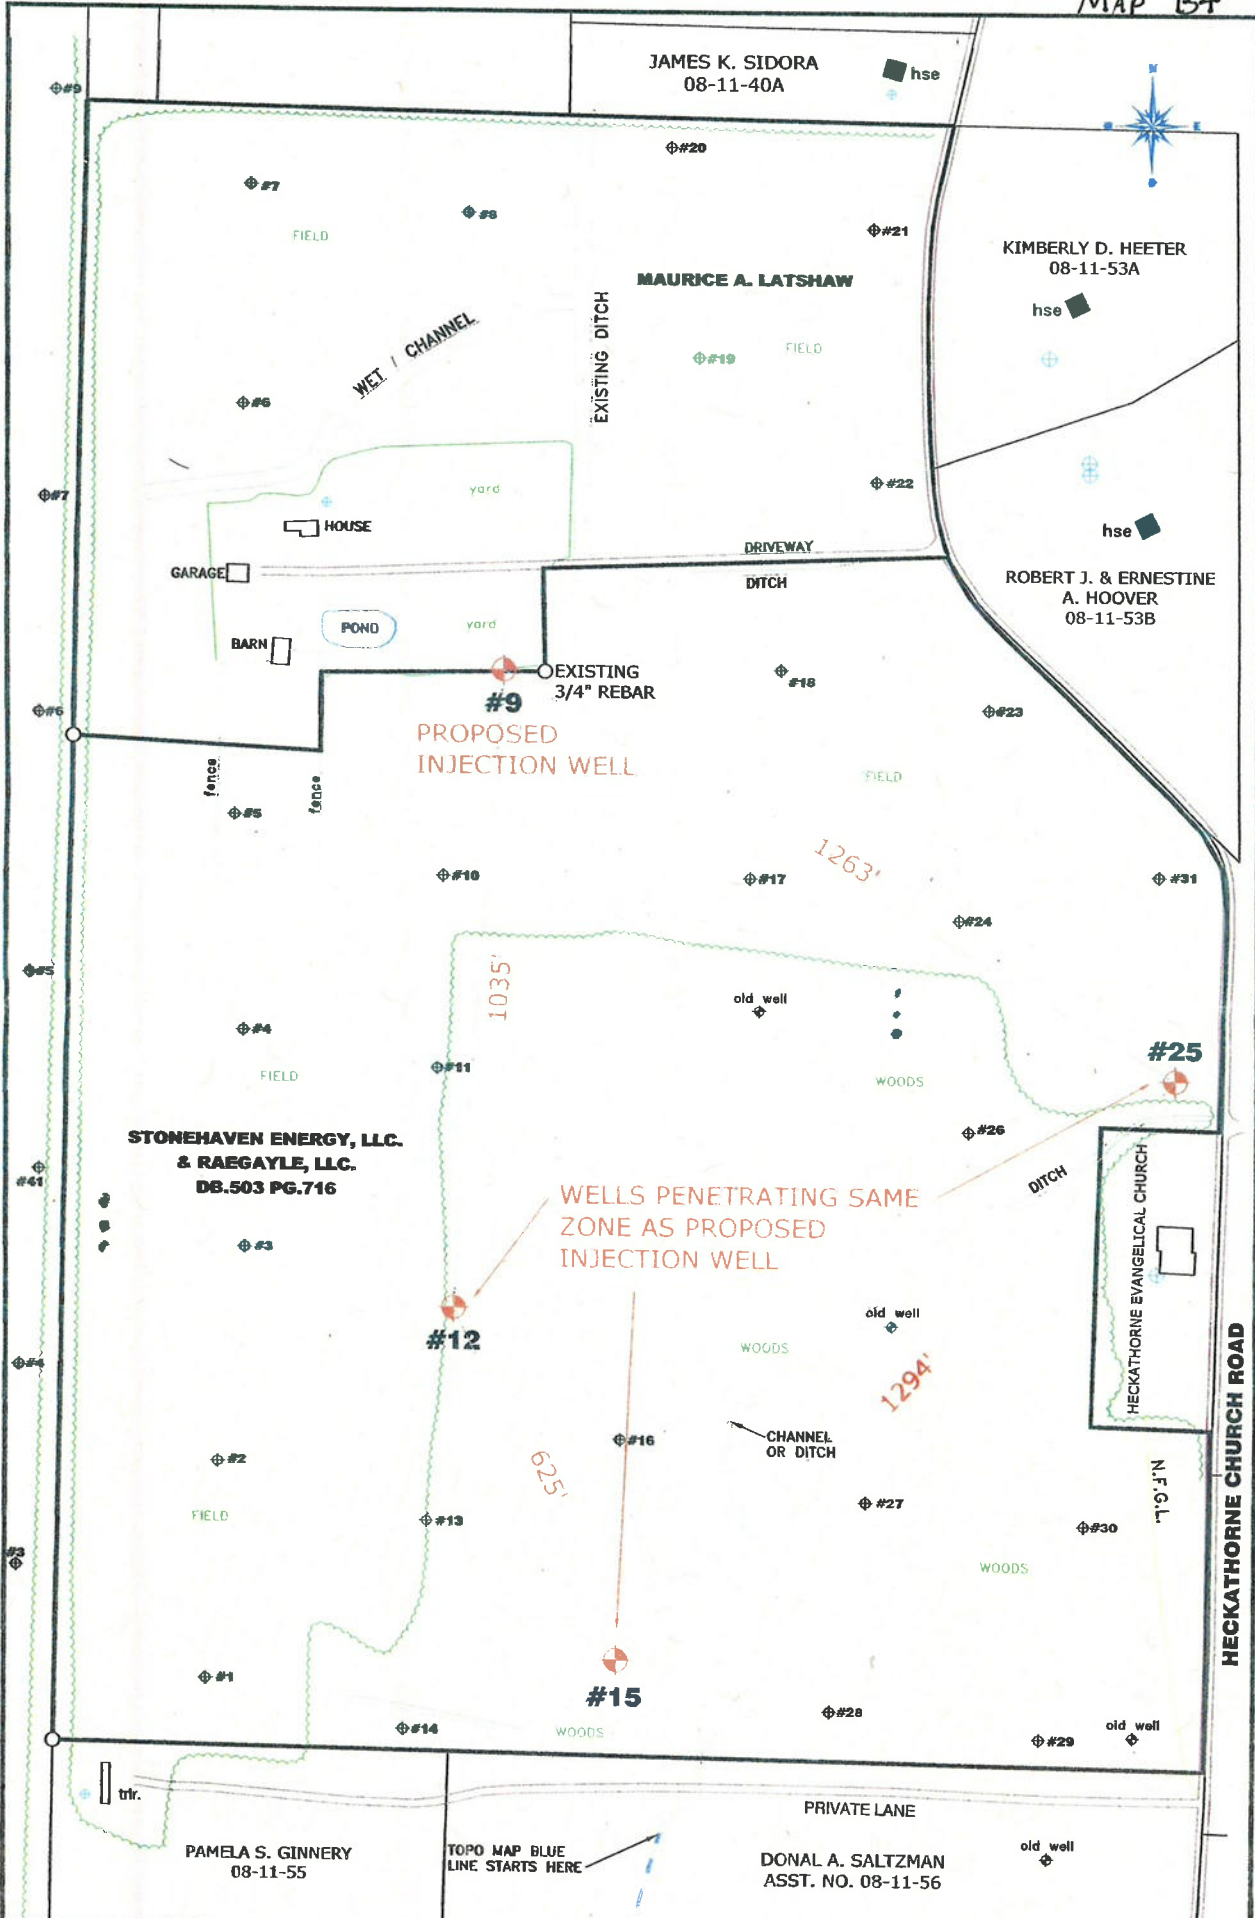 MAP B4
JAMES K. SIDORA
08-11-40A
hse
N
E
#9
#20
#7
#8
#21
FIELD
KIMBERLY D. HEETER
08-11-53A
MAURICE A. LATSHAW
hse
WET / CHANNEL
EXISTING DITCH
#19
FIELD
#6
#7
yard
#22
HOUSE
hse
DRIVEWAY
GARAGE
DITCH
ROBERT J. & ERNESTINE
A. HOOVER
08-11-53B
POND
yard
BARN
EXISTING
3/4" REBAR
#18
#9
#6
#23
PROPOSED
INJECTION WELL
fence
fence
FIELD
#5
1263'
#10
#17
#31
#24
#5
1035'
old well
#4
#25
#11
FIELD
WOODS
STONEHAVEN ENERGY, LLC.
& RAEGAYLE, LLC.
DB.503 PG.716
#26
#41
DITCH
WELLS PENETRATING SAME
ZONE AS PROPOSED
INJECTION WELL
HECKATHORNE EVANGELICAL CHURCH
#3
old well
#12
WOODS
#4
1294'
HECKATHORNE CHURCH ROAD
CHANNEL
OR DITCH
#16
#2
625'
N.F.G.L.
#27
FIELD
#13
#30
#3
WOODS
#1
#15
#28
#14
WOODS
old well
#29
trlr.
PRIVATE LANE
PAMELA S. GINNERY
08-11-55
TOPO MAP BLUE
LINE STARTS HERE
old well
DONAL A. SALTZMAN
ASST. NO. 08-11-56